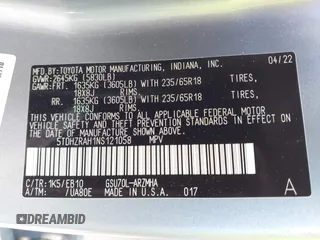 MFD. BY: TOYOTA MOTOR MANUFACTURING, INDIANA, INC.
GVWR: 2645KG (5830LB) 04/22
GAWR:FRT. 1635KG (3605LB) WITH 235/65R18 TIRES,
18X8J RIMS,
RR. 1635KG (3605LB) WITH 235/65R18 TIRES,
18X8J RIMS,
THIS VEHICLE CONFORMS TO ALL APPLICABLE FEDERAL MOTOR
VEHICLE SAFETY, BUMPER, AND THEFT PREVENTION STANDARDS
IN EFFECT ON THE DATE OF MANUFACTURE SHOWN ABOVE.
5TDHZRAH1NS121058 MPV
C/TR: 1K5/EB10 GSU70L-ARZMHA A
A/TM: /UA80E MADE IN U.S.A. 017
DREAMBID